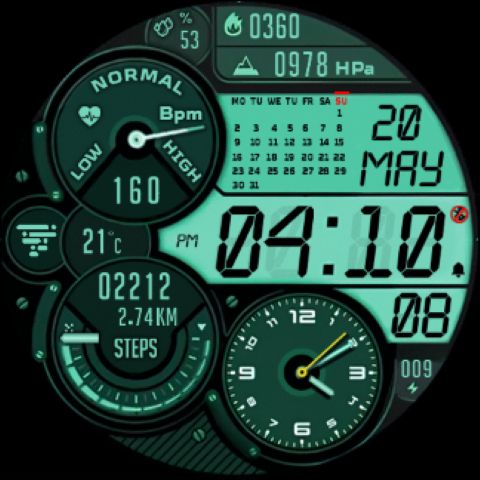 %
53
0360
0978 HPa
NORMAL
Bpm
LOW
HIGH
160
MO TU WE TU FR SA SU
1
2 3 4 5 6 7 8
9 10 11 12 13 14 15
16 17 18 19 20 21 22
23 24 25 26 27 28 29
30 31
20
MAY
21°C
PM
04:10
08
02212
2.74KM
STEPS
009
12
1
2
3
4
6
8
9
10
11